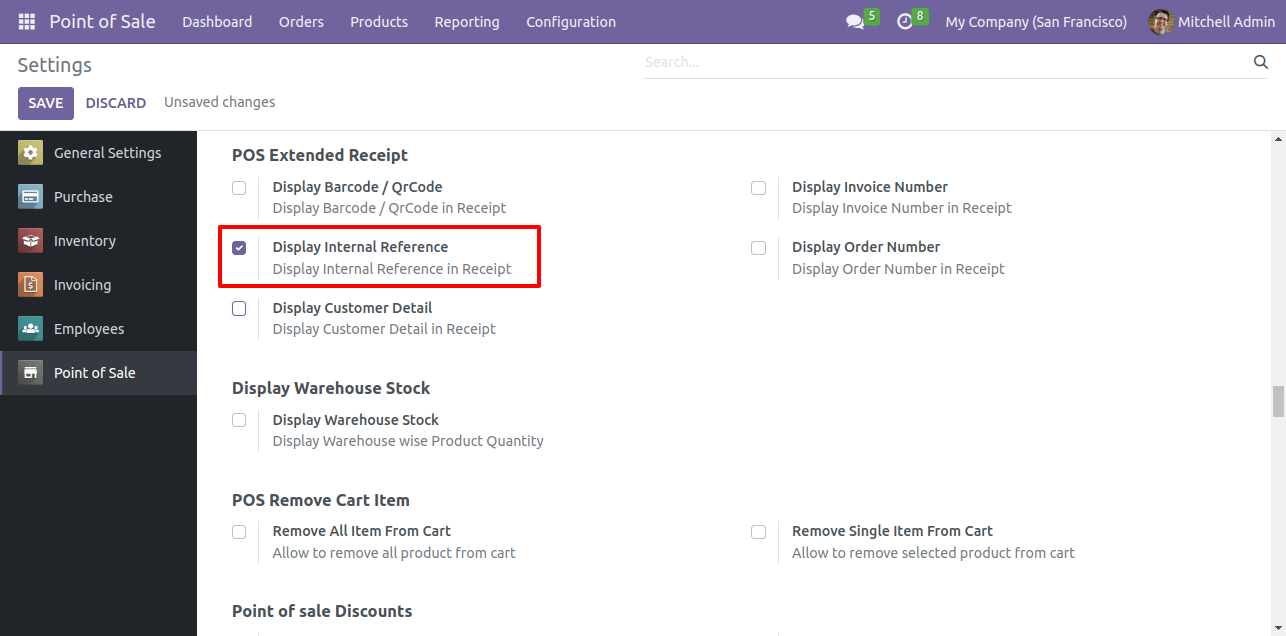 Point of Sale Dashboard Orders Products Reporting Configuration 5 8 My Company (San Francisco) Mitchell Admin
Settings
Search...
SAVE DISCARD Unsaved changes
General Settings
Purchase
Inventory
Invoicing
Employees
Point of Sale
POS Extended Receipt
Display Barcode / QrCode
Display Barcode / QrCode in Receipt
Display Invoice Number
Display Invoice Number in Receipt
Display Internal Reference
Display Internal Reference in Receipt
Display Order Number
Display Order Number in Receipt
Display Customer Detail
Display Customer Detail in Receipt
Display Warehouse Stock
Display Warehouse Stock
Display Warehouse wise Product Quantity
POS Remove Cart Item
Remove All Item From Cart
Allow to remove all product from cart
Remove Single Item From Cart
Allow to remove selected product from cart
Point of sale Discounts